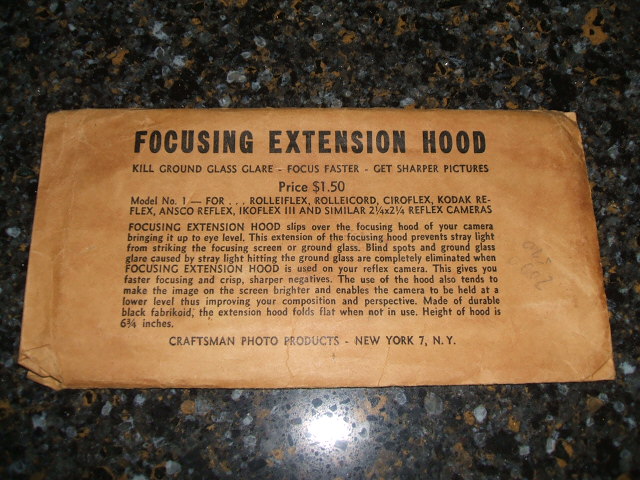 FOCUSING EXTENSION HOOD
KILL GROUND GLASS GLARE - FOCUS FASTER - GET SHARPER PICTURES
Price $1.50
Model No. 1 — FOR . . . ROLLEIFLEX, ROLLEICORD, CIROFLEX, KODAK RE-
FLEX, ANSCO REFLEX, IKOFLEX III AND SIMILAR 2¼x2¼ REFLEX CAMERAS
FOCUSING EXTENSION HOOD slips over the focusing hood of your camera
bringing it up to eye level. This extension of the focusing hood prevents stray light
from striking the focusing screen or ground glass. Blind spots and ground glass
glare caused by stray light hitting the ground glass are completely eliminated when
FOCUSING EXTENSION HOOD is used on your reflex camera. This gives you
faster focusing and crisp, sharper negatives. The use of the hood also tends to
make the image on the screen brighter and enables the camera to be held at a
lower level thus improving your composition and perspective. Made of durable
black fabrikoid, the extension hood folds flat when not in use. Height of hood is
6¾ inches.
CRAFTSMAN PHOTO PRODUCTS - NEW YORK 7, N. Y.